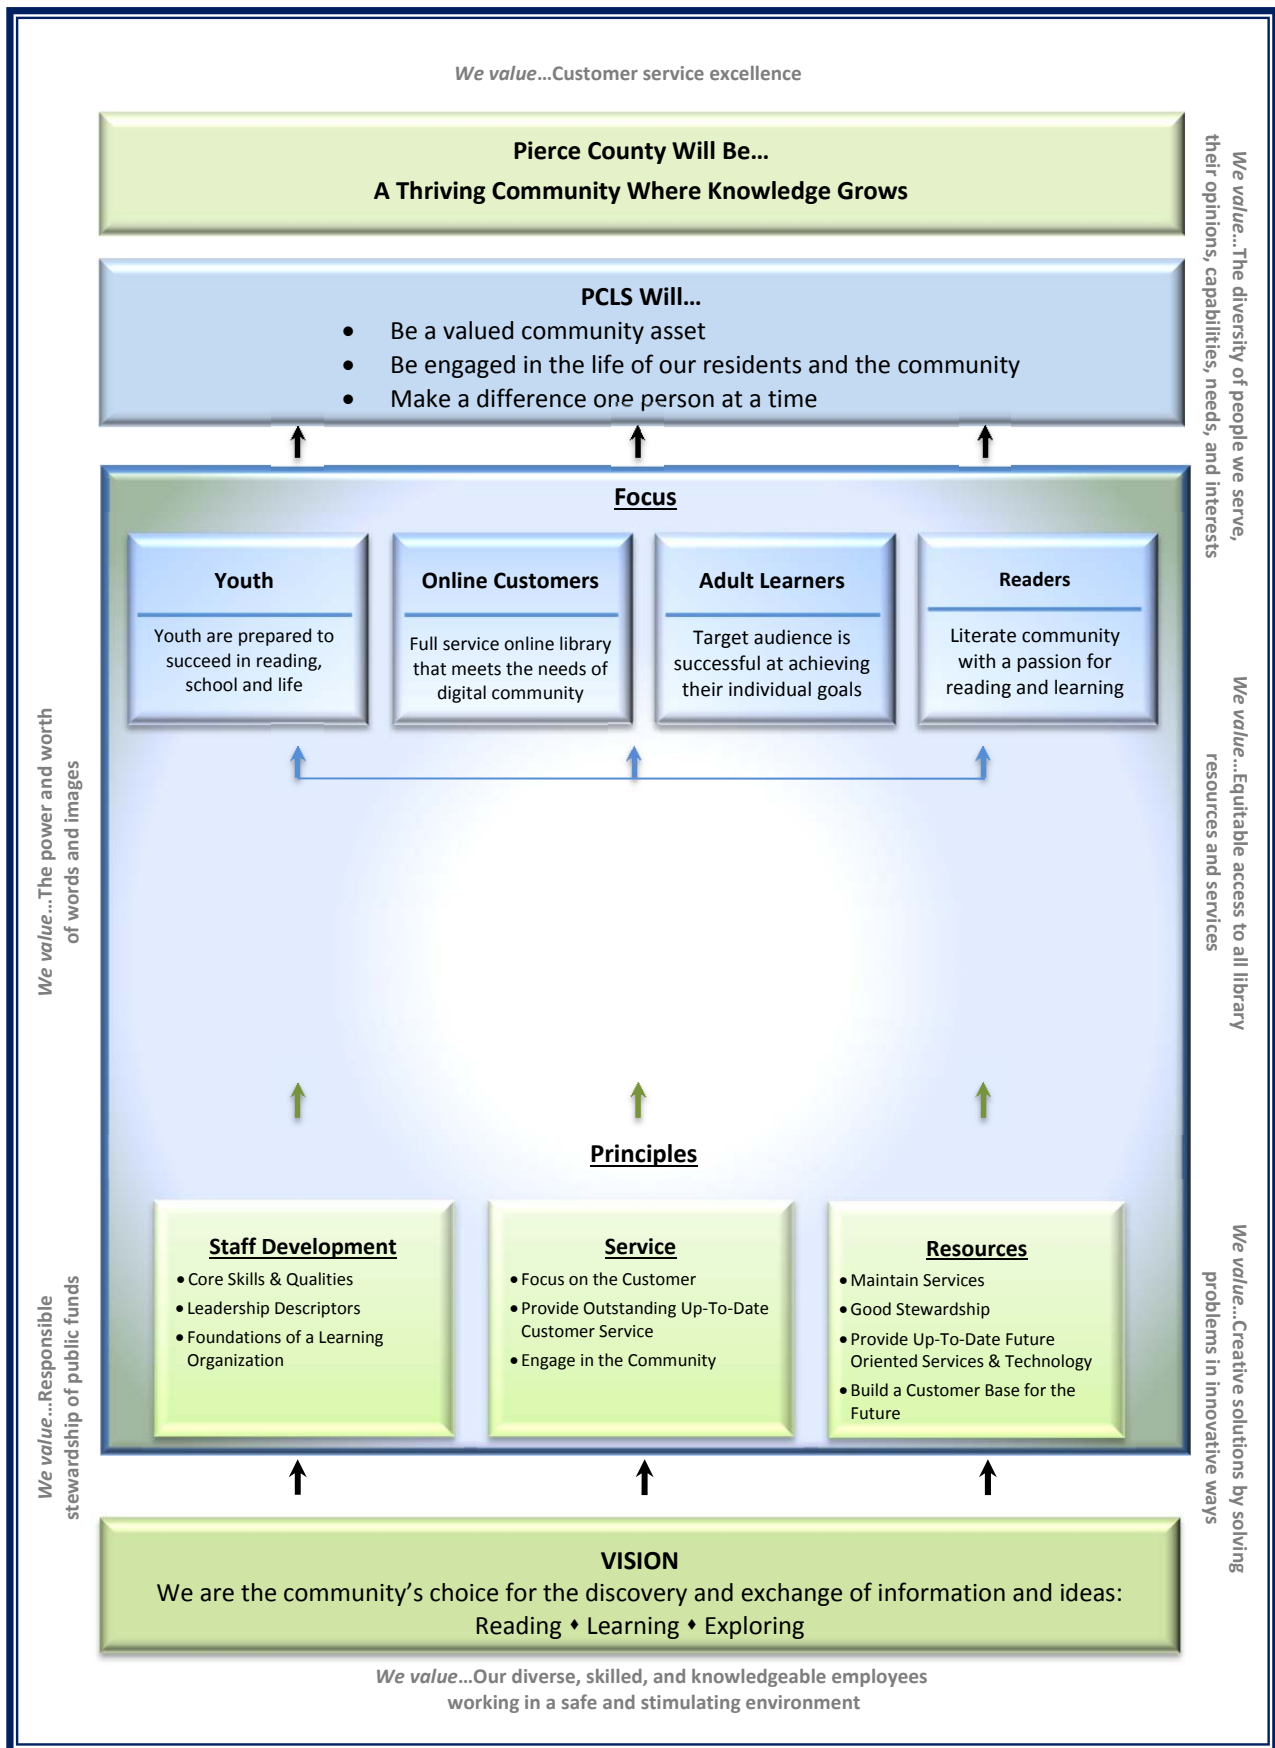 We value...Customer service excellence
Pierce County Will Be...
A Thriving Community Where Knowledge Grows
PCLS Will...
• Be a valued community asset
• Be engaged in the life of our residents and the community
• Make a difference one person at a time
Focus
Youth
Youth are prepared to
succeed in reading,
school and life
Online Customers
Full service online library
that meets the needs of
digital community
Adult Learners
Target audience is
successful at achieving
their individual goals
Readers
Literate community
with a passion for
reading and learning
Principles
Staff Development
• Core Skills & Qualities
• Leadership Descriptors
• Foundations of a Learning
Organization
Service
• Focus on the Customer
• Provide Outstanding Up-To-Date
Customer Service
• Engage in the Community
Resources
• Maintain Services
• Good Stewardship
• Provide Up-To-Date Future
Oriented Services & Technology
• Build a Customer Base for the
Future
VISION
We are the community’s choice for the discovery and exchange of information and ideas:
Reading ♦ Learning ♦ Exploring
We value...Our diverse, skilled, and knowledgeable employees
working in a safe and stimulating environment
We value...The power and worth
of words and images
We value...Responsible
stewardship of public funds
We value...The diversity of people we serve,
their opinions, capabilities, needs, and interests
We value...Equitable access to all library
resources and services
We value...Creative solutions by solving
problems in innovative ways